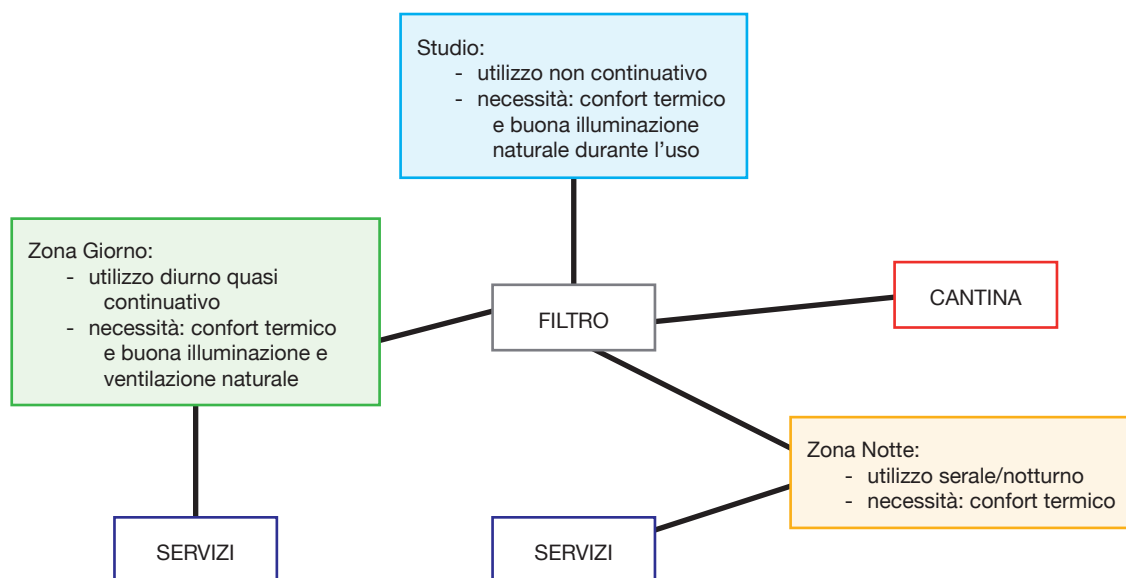 Studio:
- utilizzo non continuativo
- necessità: confort termico
e buona illuminazione
naturale durante l’uso
Zona Giorno:
- utilizzo diurno quasi
continuativo
- necessità: confort termico
e buona illuminazione e
ventilazione naturale
FILTRO
CANTINA
Zona Notte:
- utilizzo serale/notturno
- necessità: confort termico
SERVIZI
SERVIZI